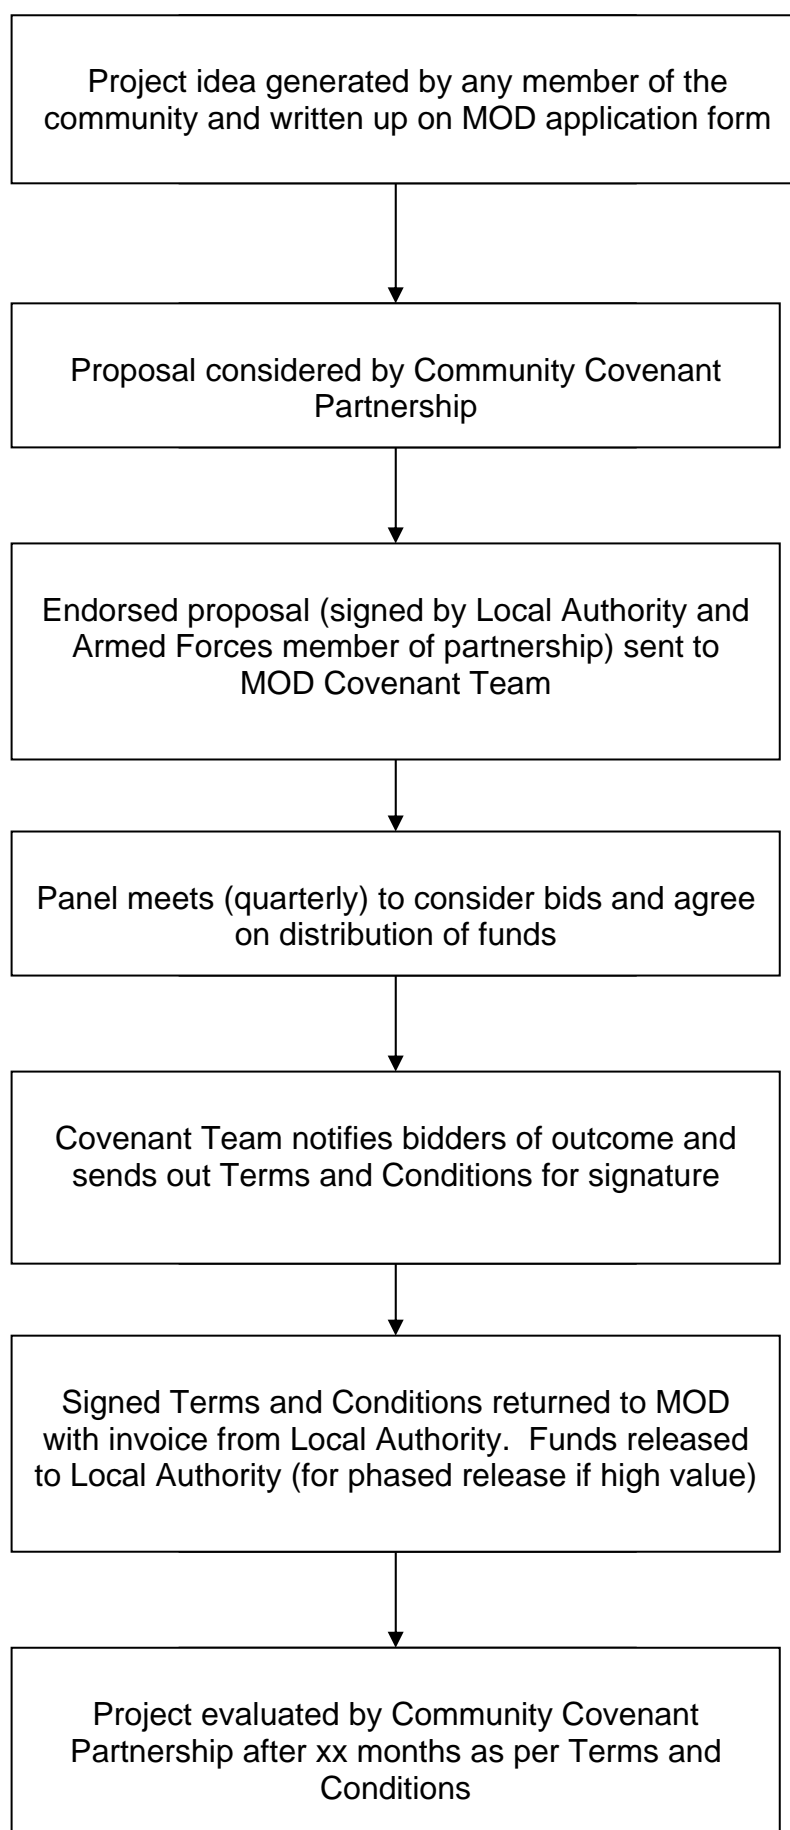 Project idea generated by any member of the
community and written up on MOD application form
Proposal considered by Community Covenant
Partnership
Endorsed proposal (signed by Local Authority and
Armed Forces member of partnership) sent to
MOD Covenant Team
Panel meets (quarterly) to consider bids and agree
on distribution of funds
Covenant Team notifies bidders of outcome and
sends out Terms and Conditions for signature
Signed Terms and Conditions returned to MOD
with invoice from Local Authority.  Funds released
to Local Authority (for phased release if high value)
Project evaluated by Community Covenant
Partnership after xx months as per Terms and
Conditions